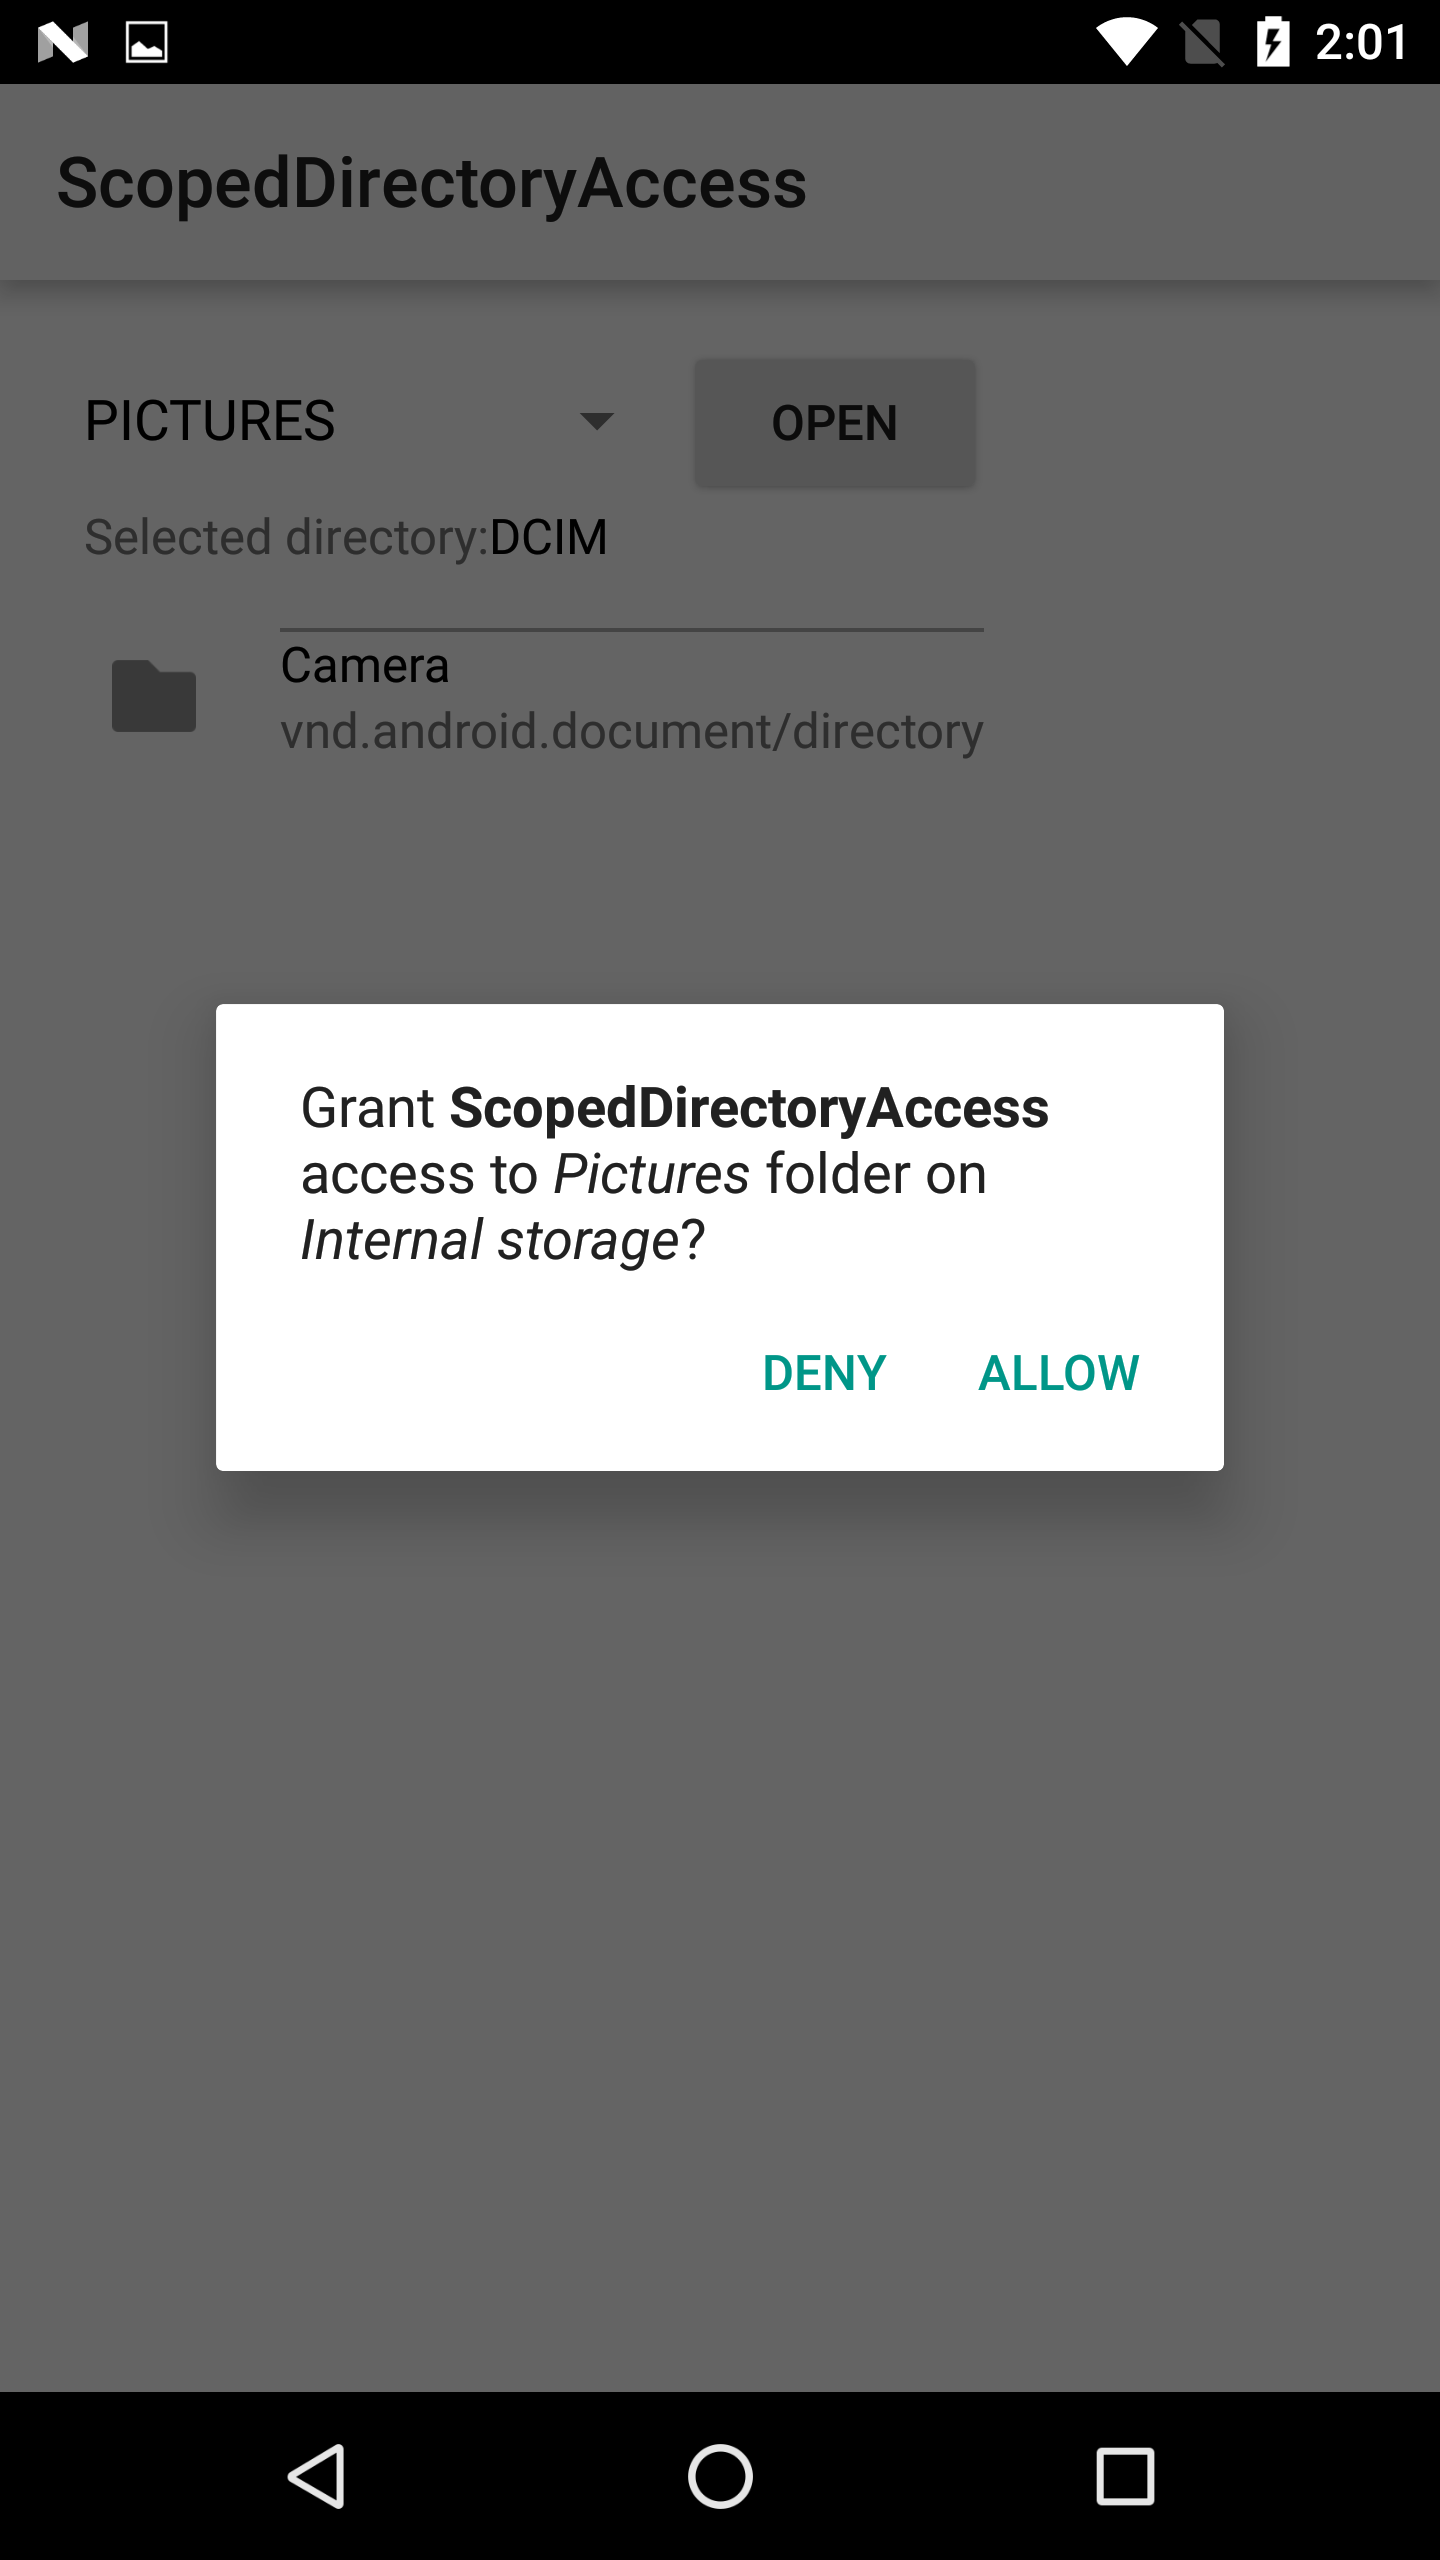 2:01
ScopedDirectoryAccess
PICTURES OPEN
Selected directory:DCIM
Camera
vnd.android.document/directory
Grant ScopedDirectoryAccess
access to Pictures folder on
Internal storage?
DENY ALLOW